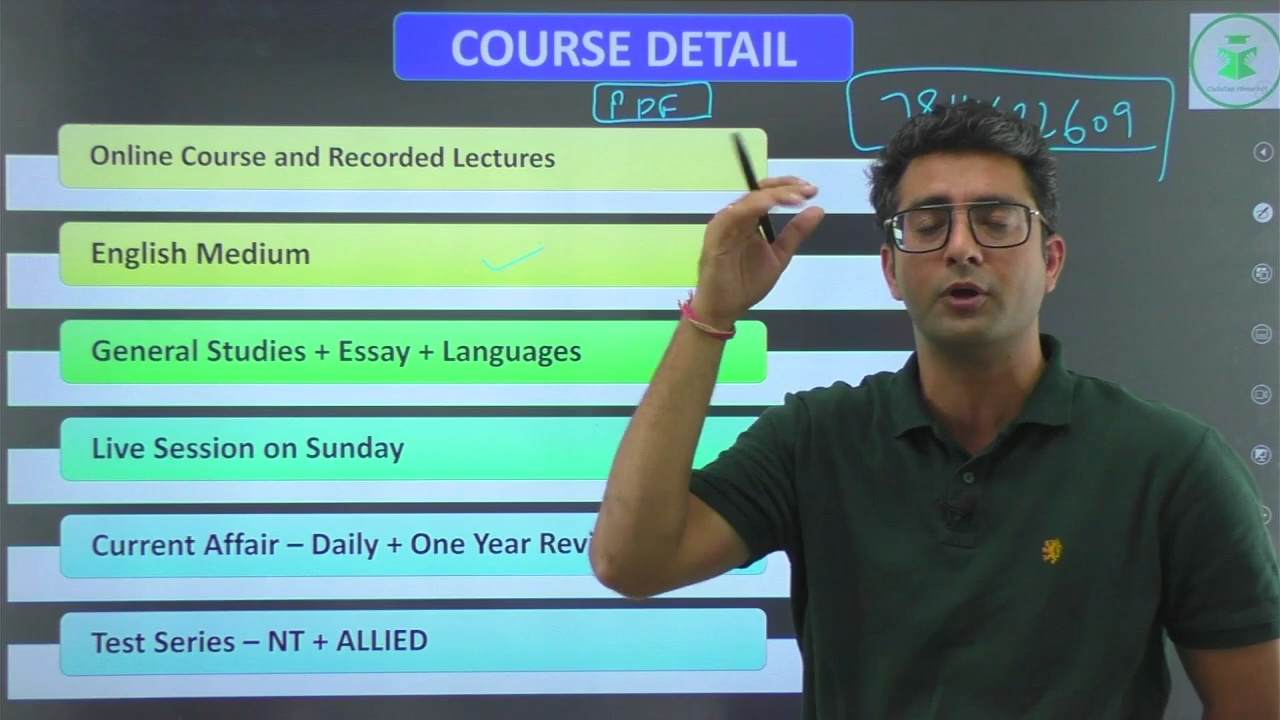 COURSE DETAIL
PDF
Online Course and Recorded Lectures
English Medium
General Studies + Essay + Languages
Live Session on Sunday
Current Affair – Daily + One Year
Test Series – NT + ALLIED